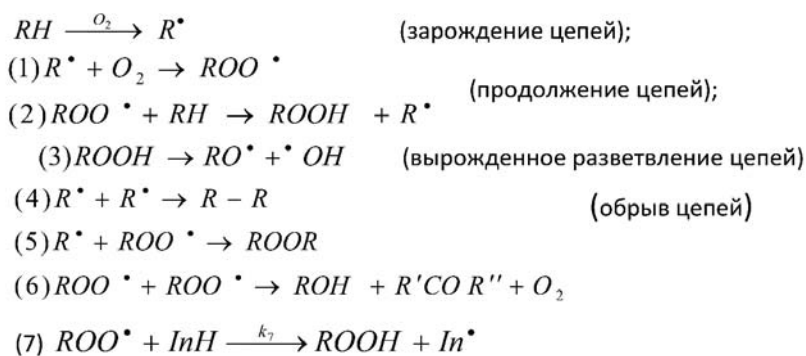 RH —O₂→ R• (зарождение цепей);
(1) R• + O₂ → ROO •
(продолжение цепей);
(2) ROO • + RH → ROOH + R•
(3) ROOH → RO• +• OH (вырожденное разветвление цепей)
(4) R• + R• → R – R
(обрыв цепей)
(5) R• + ROO • → ROOR
(6) ROO • + ROO • → ROH + R'CO R'' + O₂
(7) ROO• + InH —k₇→ ROOH + In•